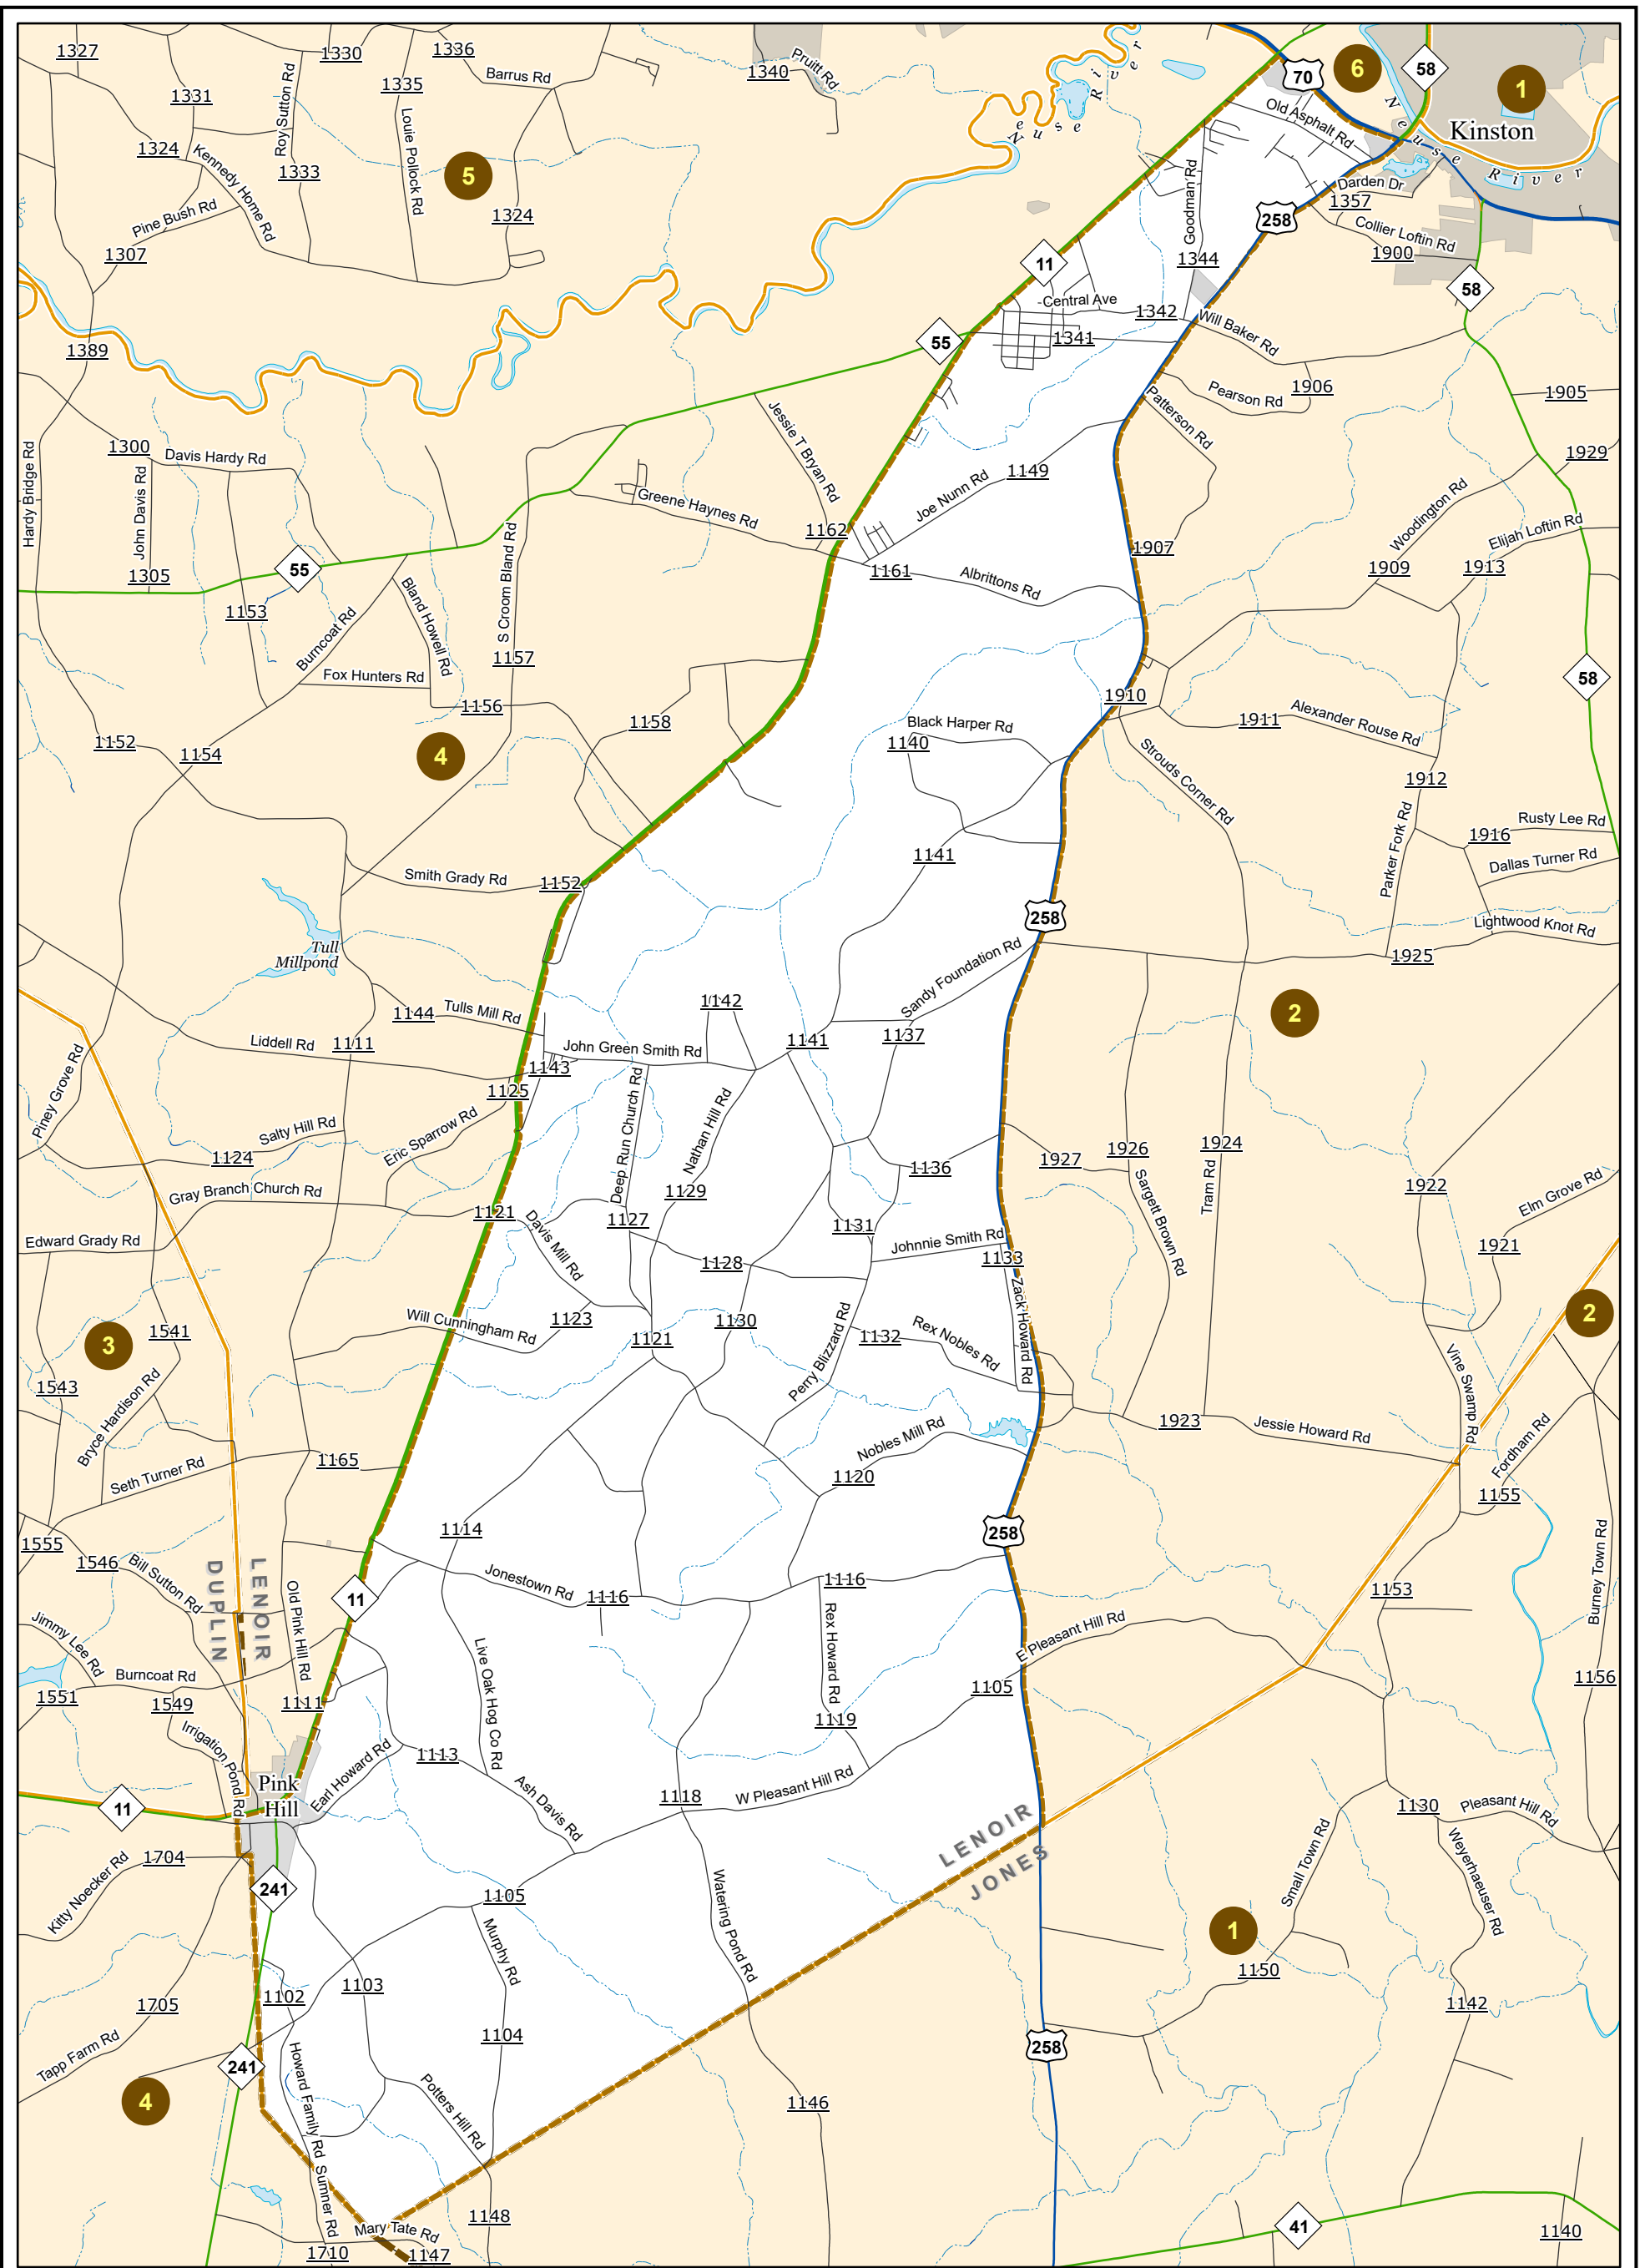 1327
1330
1336
Barrus Rd
1340
Pruitt Rd
Neuse River
70
6
58
1
Kinston
Neuse River
Old Asphalt Rd
1331
Roy Sutton Rd
1335
Louie Pollock Rd
1324
Kennedy Home Rd
1333
5
Pine Bush Rd
1324
1307
Goodman Rd
Darden Dr
1357
258
Collier Loftin Rd
1900
1344
11
58
Central Ave
1342
Will Baker Rd
1341
55
1389
Pearson Rd
1906
1905
Patterson Rd
Jessie T Bryan Rd
1300
Davis Hardy Rd
Hardy Bridge Rd
John Davis Rd
1149
Joe Nunn Rd
1929
Woodington Rd
Greene Haynes Rd
1162
Elijah Loftin Rd
1907
1305
55
1161
Albrittons Rd
1909
1913
1153
Burncoat Rd
Bland Howell Rd
S Croom Bland Rd
1157
Fox Hunters Rd
58
1156
1158
1910
1911
Alexander Rouse Rd
1152
1154
4
Black Harper Rd
1140
Strouds Corner Rd
1912
Parker Fork Rd
Rusty Lee Rd
1916
Dallas Turner Rd
1141
Smith Grady Rd
1152
258
Lightwood Knot Rd
1925
Tull
Millpond
Sandy Foundation Rd
1144
Tulls Mill Rd
1142
2
1137
1141
Liddell Rd
1111
John Green Smith Rd
1143
1125
Piney Grove Rd
Salty Hill Rd
1124
Eric Sparrow Rd
Deep Run Church Rd
Nathan Hill Rd
1129
1136
1927
1926
1924
Tram Rd
Sargett Brown Rd
1922
Elm Grove Rd
Gray Branch Church Rd
1121
Davis Mill Rd
1127
1131
Edward Grady Rd
Johnnie Smith Rd
1133
1921
1128
Zack Howard Rd
2
Will Cunningham Rd
1123
1121
1130
Perry Blizzard Rd
1132
Rex Nobles Rd
3
1541
1543
Bryce Hardison Rd
Vine Swamp Rd
1923
Jessie Howard Rd
Fordham Rd
Seth Turner Rd
1165
Nobles Mill Rd
1120
1155
1555
1546
Bill Sutton Rd
DUPLIN
LENOIR
1114
258
Burney Town Rd
Old Pink Hill Rd
11
Jonestown Rd
1116
1116
1153
Jimmy Lee Rd
Rex Howard Rd
E Pleasant Hill Rd
Burncoat Rd
1551
1549
1111
Live Oak Hog Co Rd
1105
1156
Irrigation Pond Rd
1119
Earl Howard Rd
1113
Pink
Hill
11
Ash Davis Rd
1118
W Pleasant Hill Rd
1130
Pleasant Hill Rd
LENOIR
JONES
Weyerhaeuser Rd
Small Town Rd
Kitty Noecker Rd
1704
241
1105
Murphy Rd
Watering Pond Rd
1
1150
1705
1102
1103
1142
Tapp Farm Rd
1104
241
258
4
Howard Family Rd
Potters Hill Rd
1146
Sumner Rd
1148
Mary Tate Rd
1710
1147
41
1140